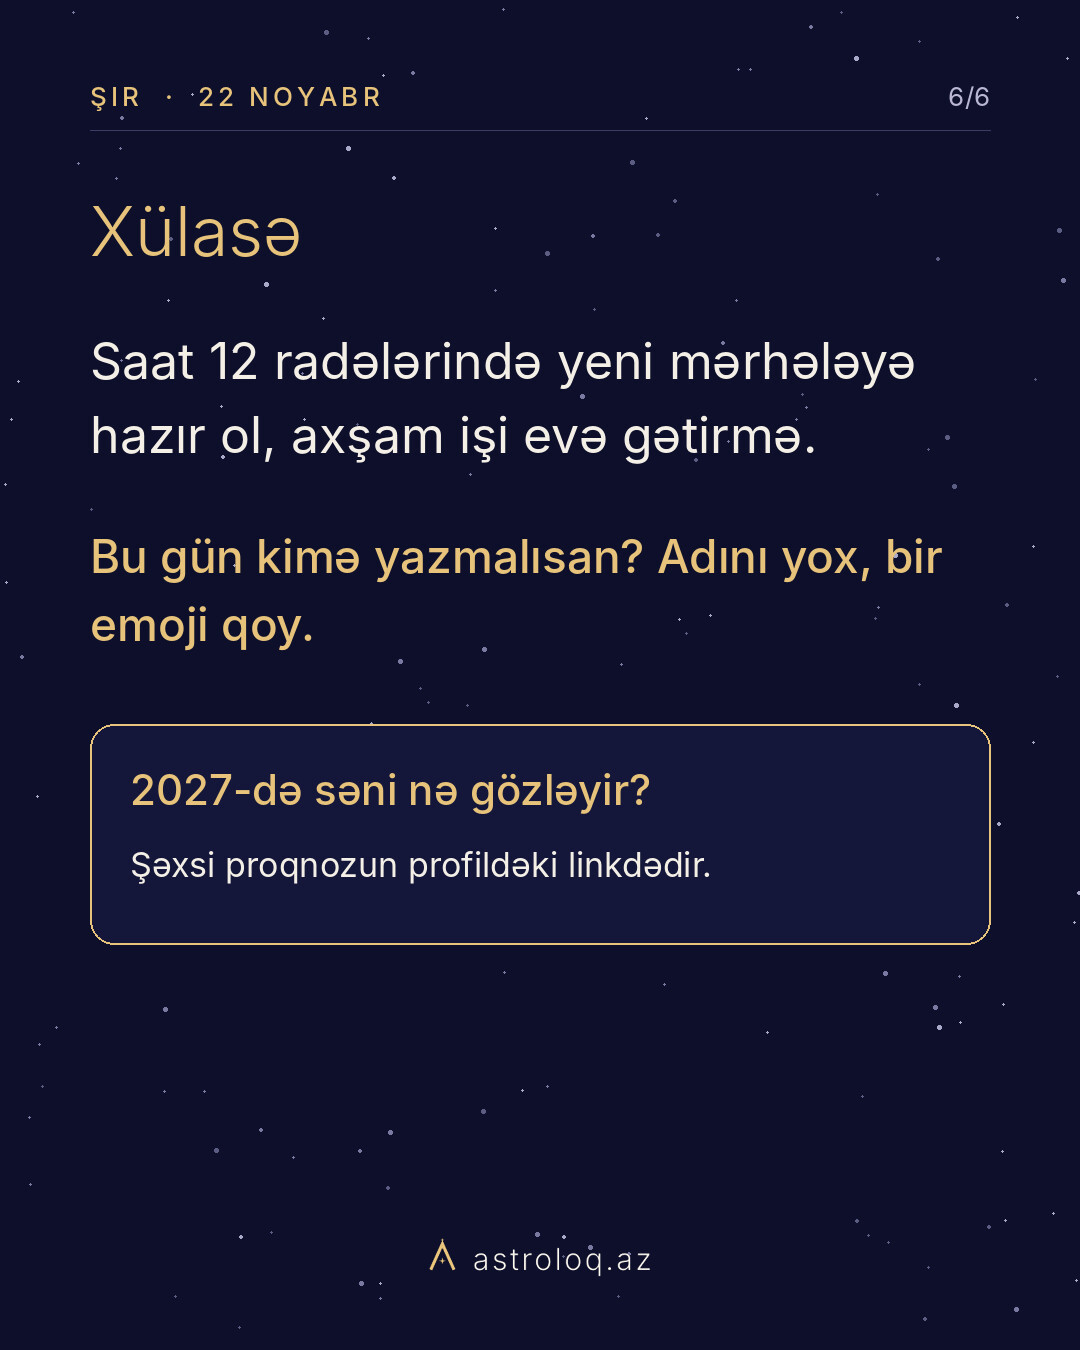 ŞIR · 22 NOYABR
6/6
Xülasə
Saat 12 radələrində yeni mərhələyə
hazır ol, axşam işi evə gətirmə.
Bu gün kimə yazmalısan? Adını yox, bir
emoji qoy.
2027-də səni nə gözləyir?
Şəxsi proqnozun profildəki linkdədir.
astroloq.az